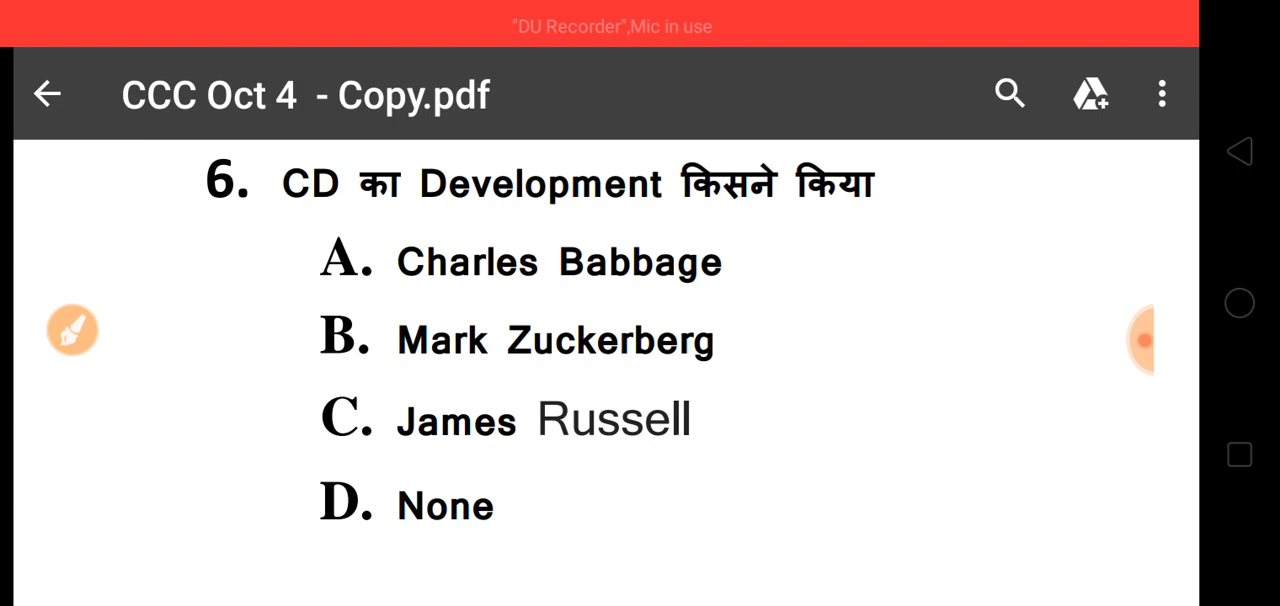 "DU Recorder",Mic in use
CCC Oct 4 - Copy.pdf
6. CD का Development किसने किया
A. Charles Babbage
B. Mark Zuckerberg
C. James Russell
D. None